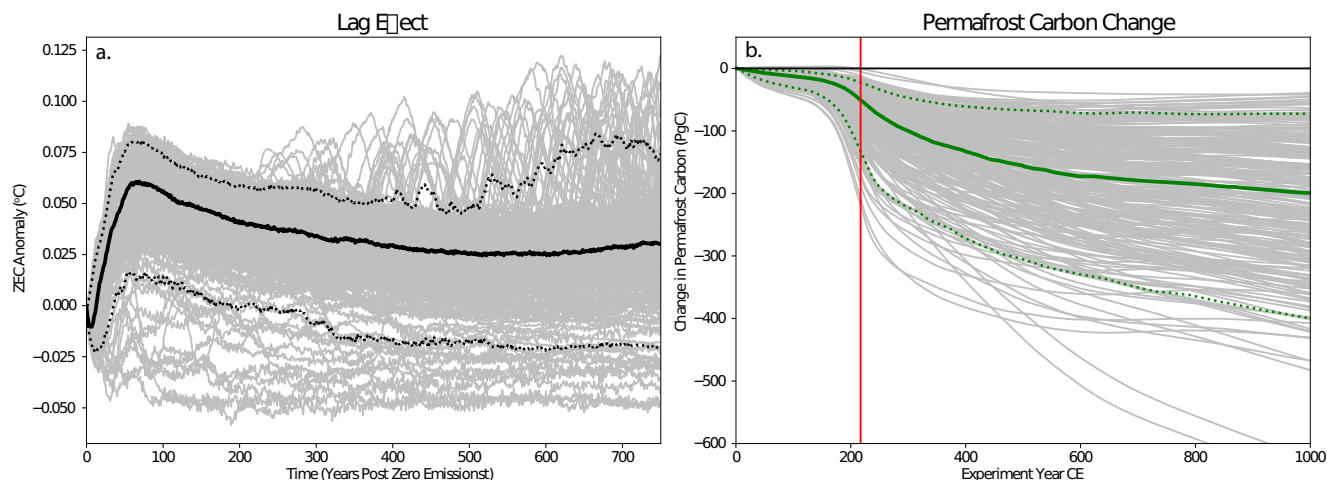 Lag E□ect
Permafrost Carbon Change
a.
b.
0.125
0.100
0.075
0.050
0.025
0.000
−0.025
−0.050
ZEC Anomaly (°C)
0 100 200 300 400 500 600 700
Time (Years Post Zero Emissionst)
0
−100
−200
−300
−400
−500
−600
Change in Permafrost Carbon (PgC)
0 200 400 600 800 1000
Experiment Year CE